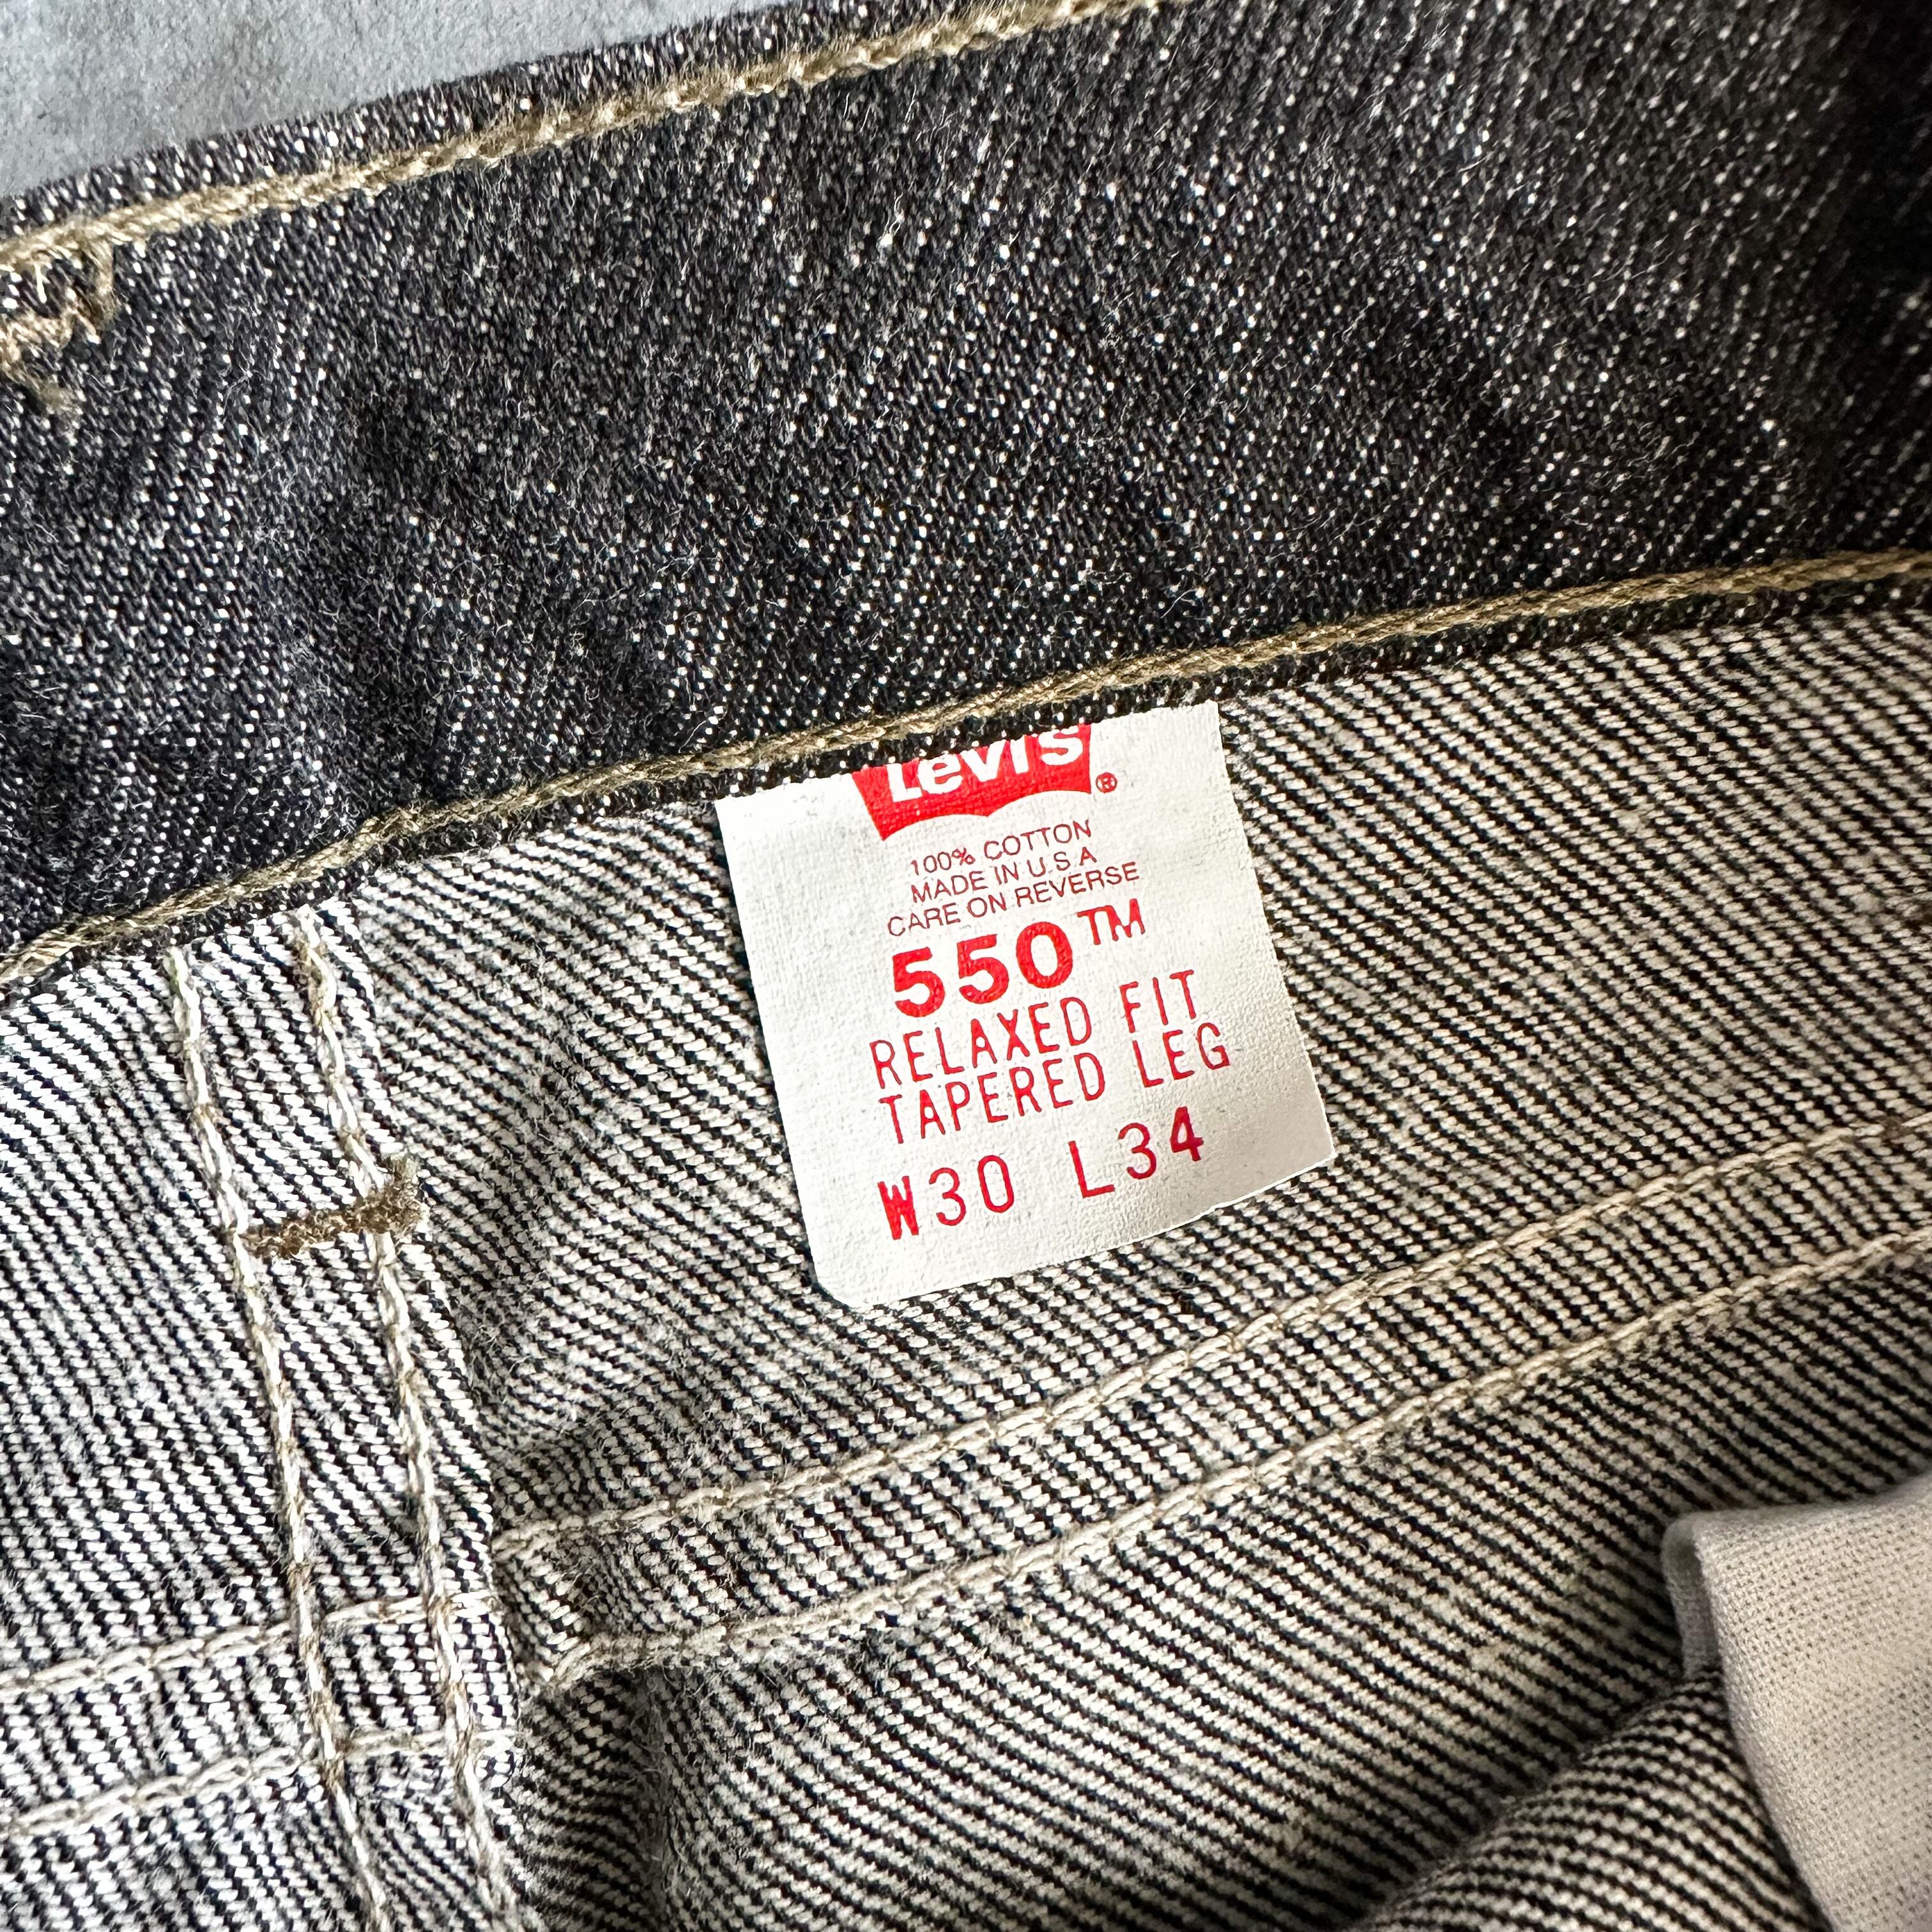 Levi's®
100% COTTON
MADE IN U.S.A
CARE ON REVERSE
550™
RELAXED FIT
TAPERED LEG
W30 L34